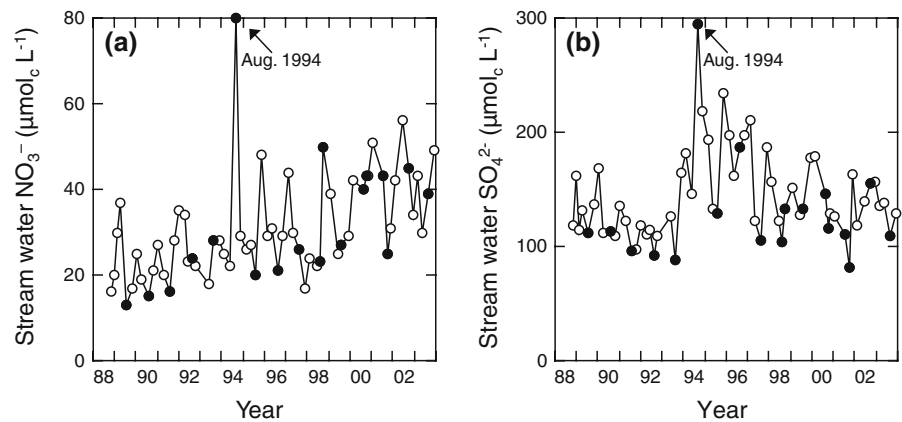 (a)
Aug. 1994
Stream water NO₃⁻ (µmol_c L⁻¹)
80
60
40
20
0
88 90 92 94 96 98 00 02
Year
(b)
Aug. 1994
Stream water SO₄²⁻ (µmol_c L⁻¹)
300
200
100
0
88 90 92 94 96 98 00 02
Year